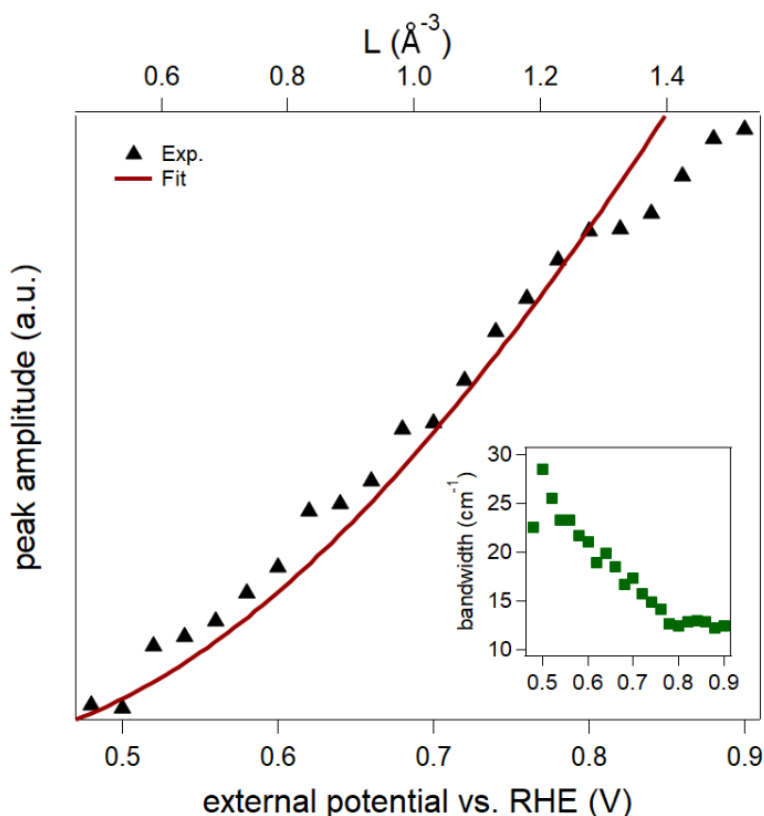 L (Å⁻³)
0.6 0.8 1.0 1.2 1.4
Exp.
Fit
peak amplitude (a.u.)
30
25
20
15
10
bandwidth (cm⁻¹)
0.5 0.6 0.7 0.8 0.9
0.5 0.6 0.7 0.8 0.9
external potential vs. RHE (V)